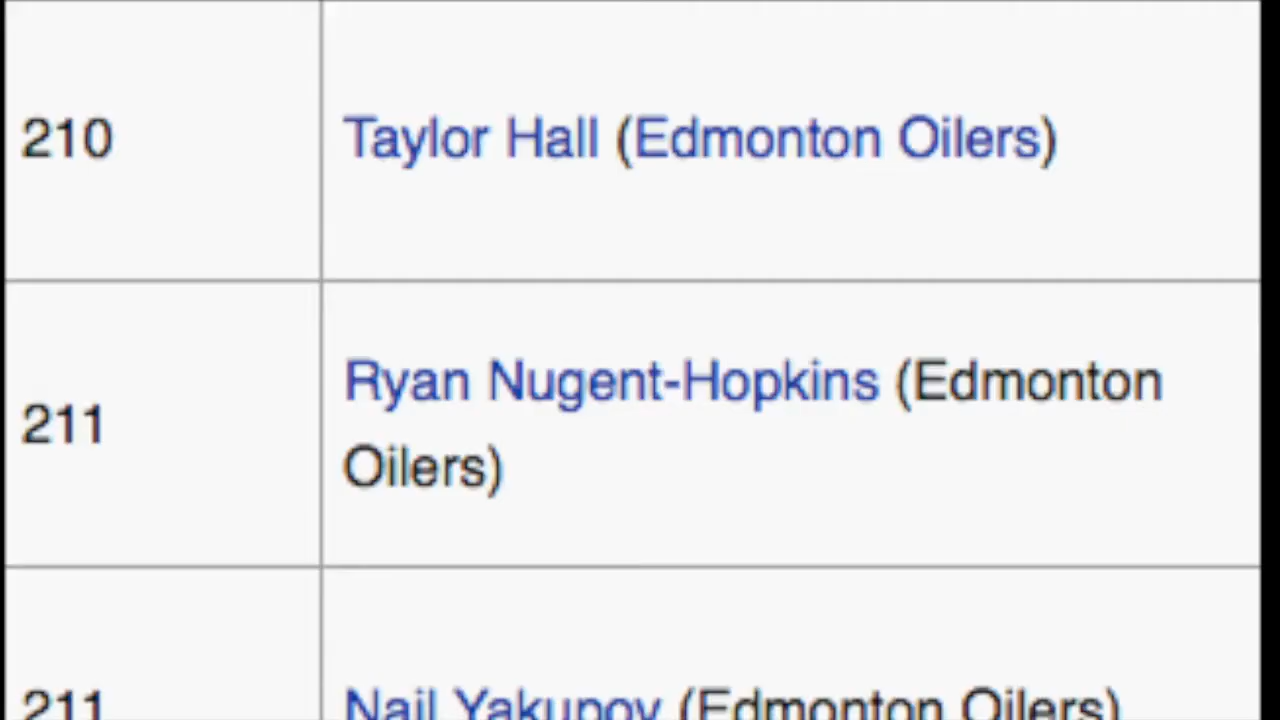 210
Taylor Hall (Edmonton Oilers)
211
Ryan Nugent-Hopkins (Edmonton
Oilers)
211
Nail Yakupov (Edmonton Oilers)